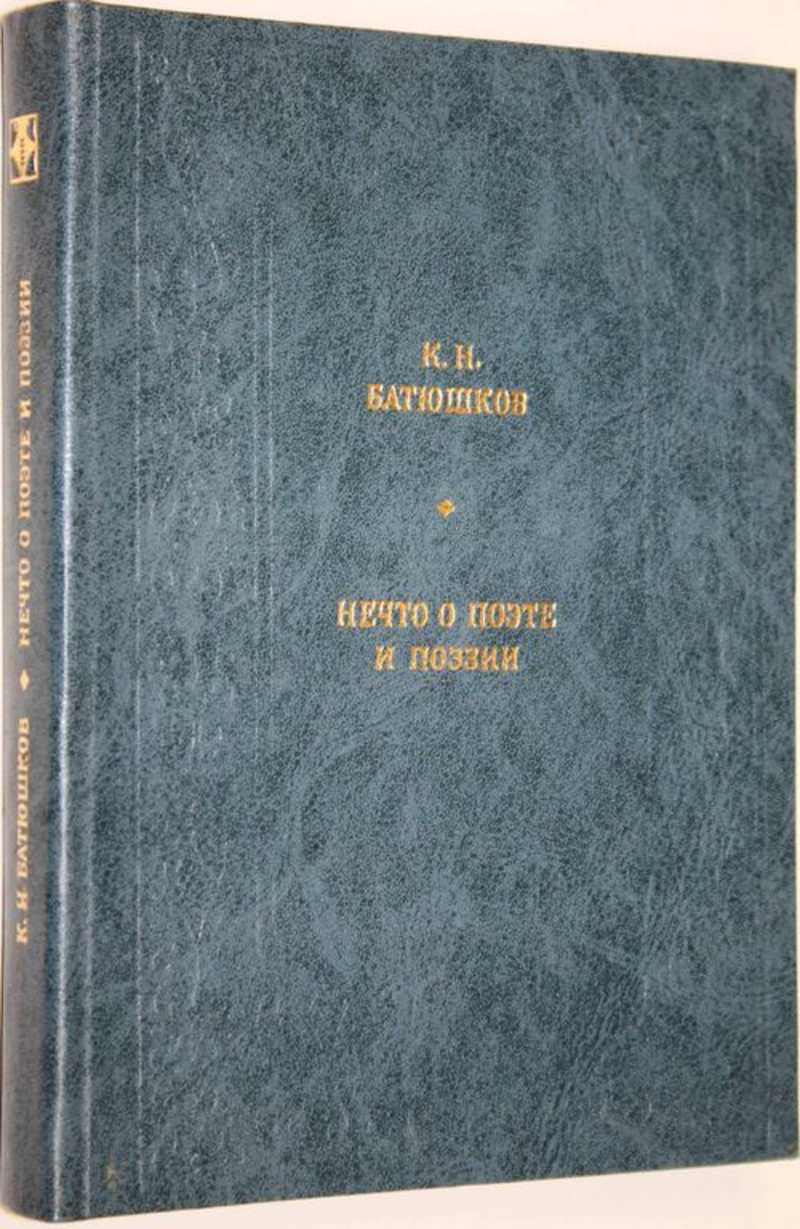 К. Н.
БАТЮШКОВ
НЕЧТО О ПОЭТЕ
И ПОЭЗИИ
К. Н. БАТЮШКОВ ◆ НЕЧТО О ПОЭТЕ И ПОЭЗИИ